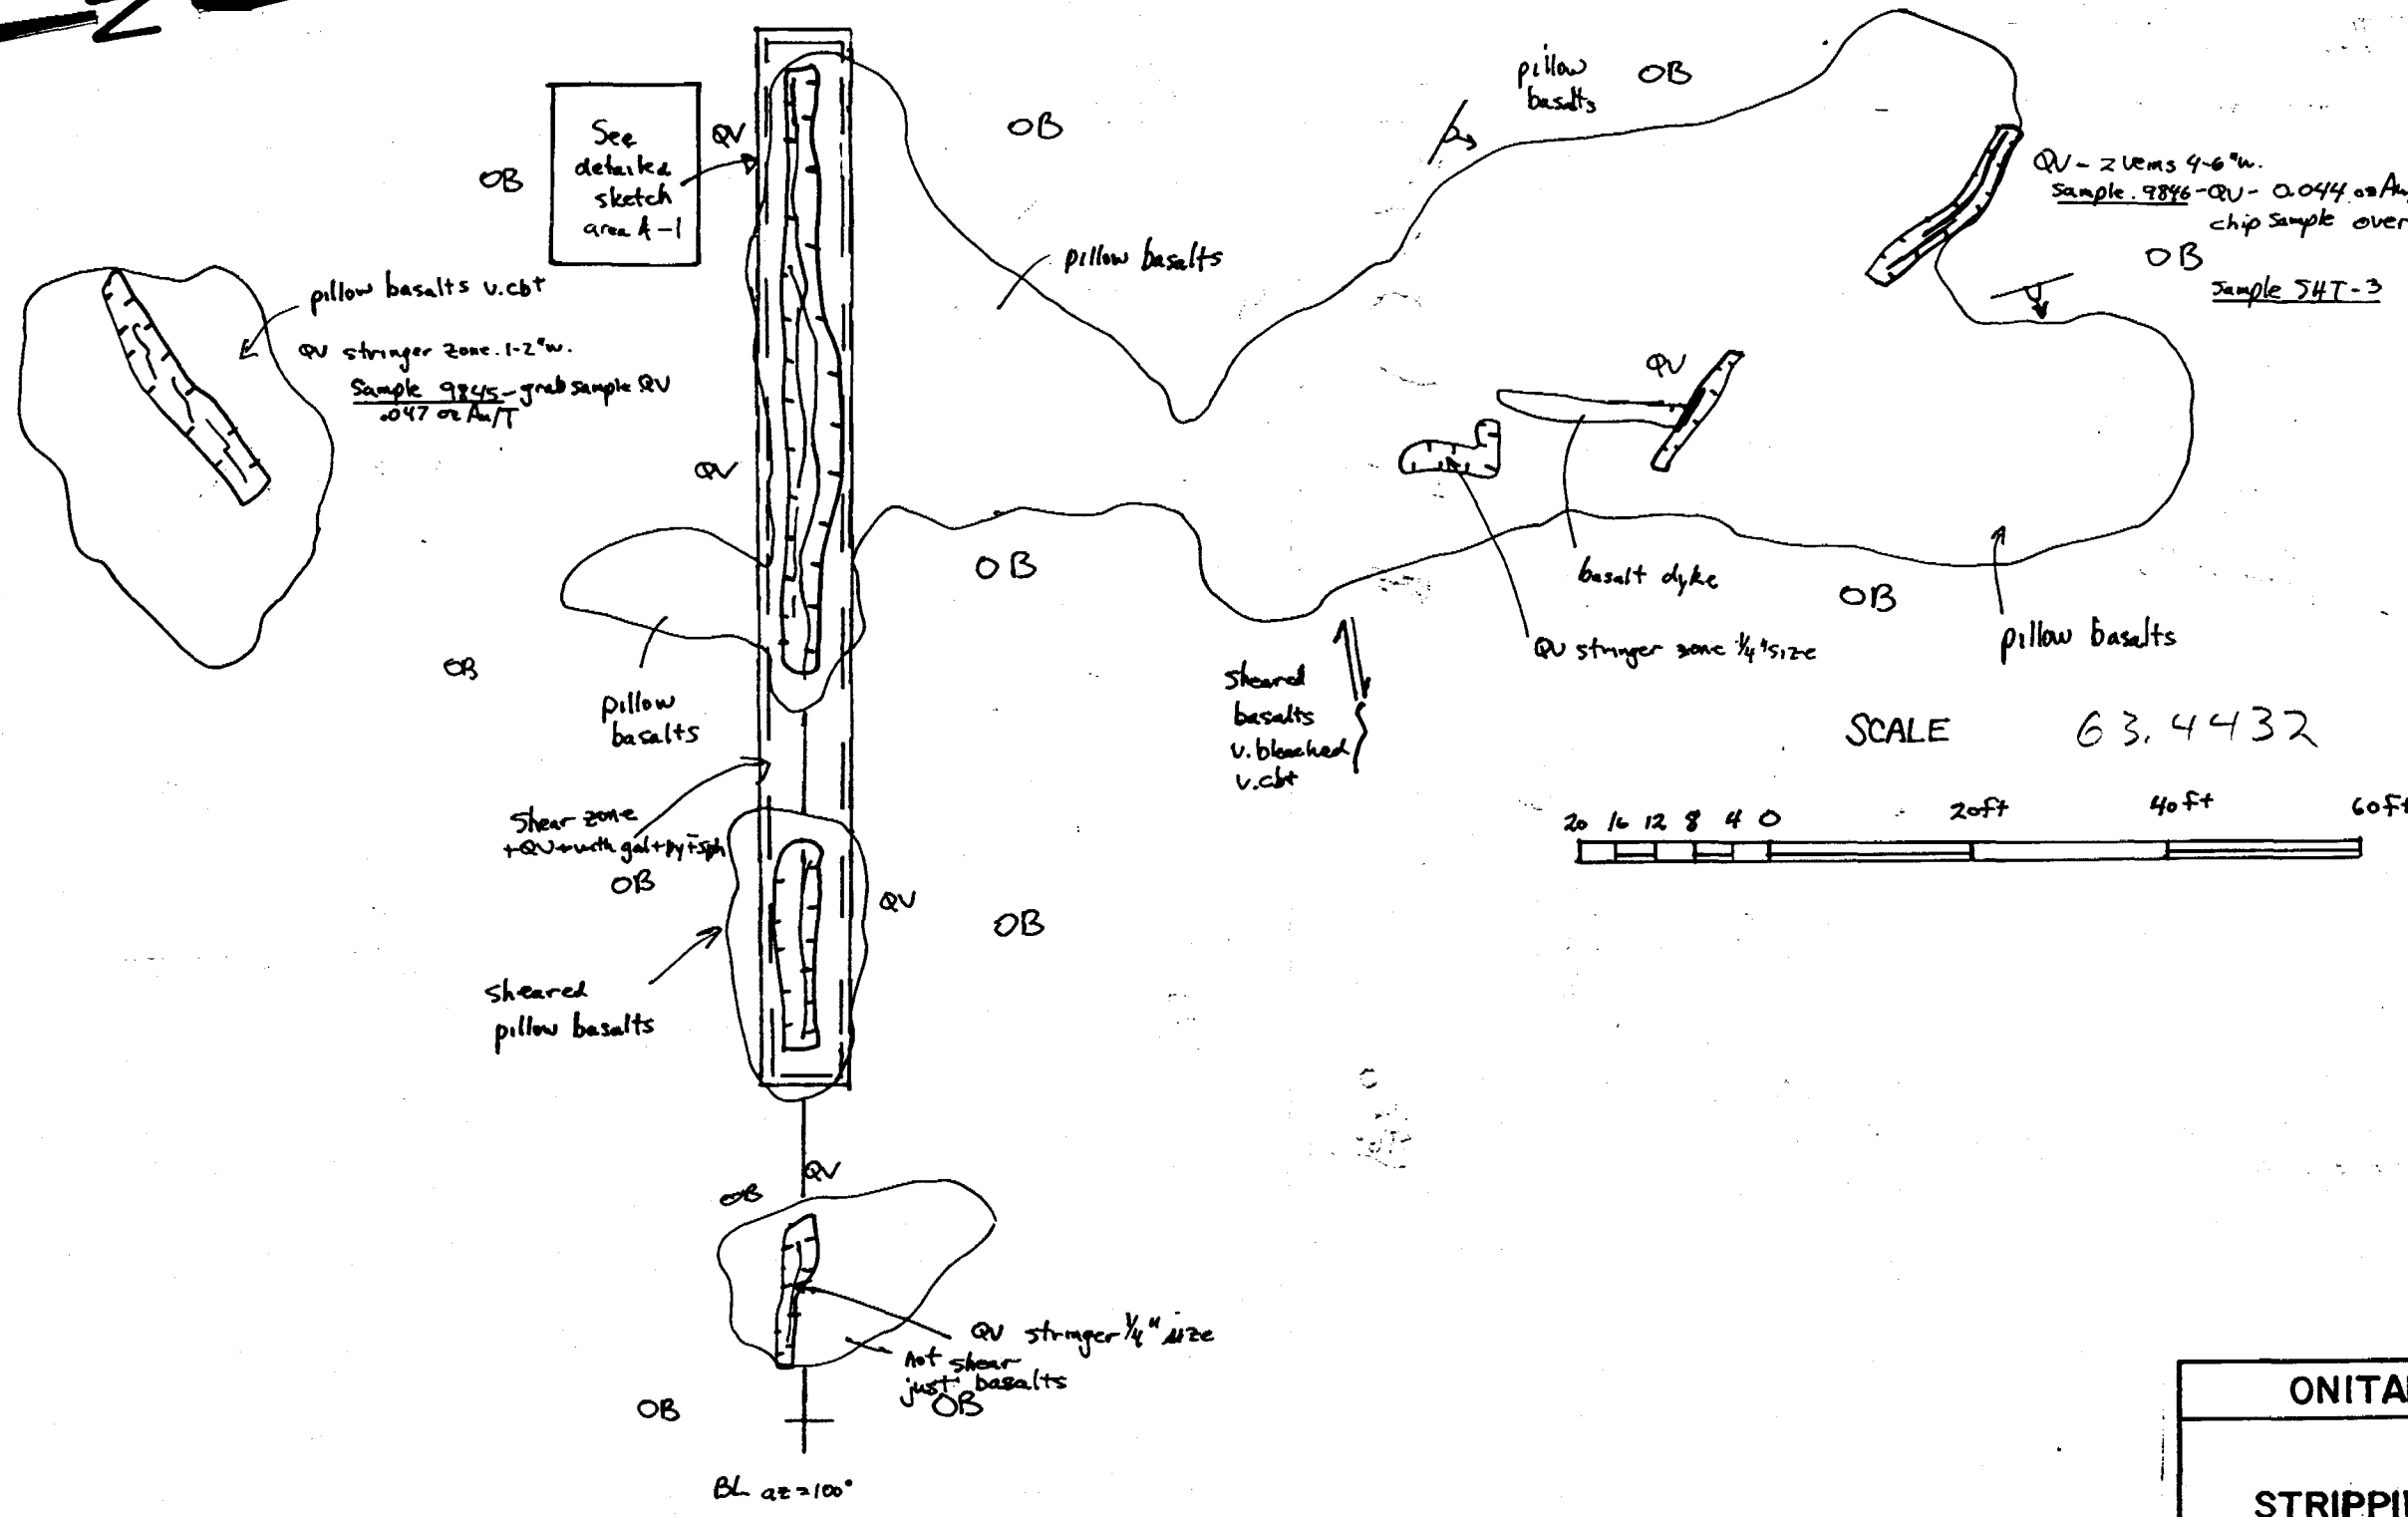 N
See
detailed
sketch
area A-1
QV
OB
OB
pillow
basalts
OB
QV - 2 veins 4-6"w.
Sample 9846 - QV - 0.044 oz Au
chip sample over
OB
Sample SHT-3
pillow basalts
pillow basalts v.cbt
QV stringer zone. 1-2"w.
Sample 9845 - grab sample QV
.047 oz Au/T
QV
QV
OB
basalt dyke
OB
QV stringer zone 1/4" size
pillow basalts
OB
pillow
basalts
sheared
basalts
v. bleached
v.cbt
SCALE 63.4432
20 16 12 8 4 0 20ft 40ft 60ft
Shear zone
+QV+with gal+py+sph
OB
QV
OB
sheared
pillow basalts
QV
OB
QV stringer 1/4" size
not shear
just basalts
OB
OB
BL az=100°
ONITA
STRIPPI